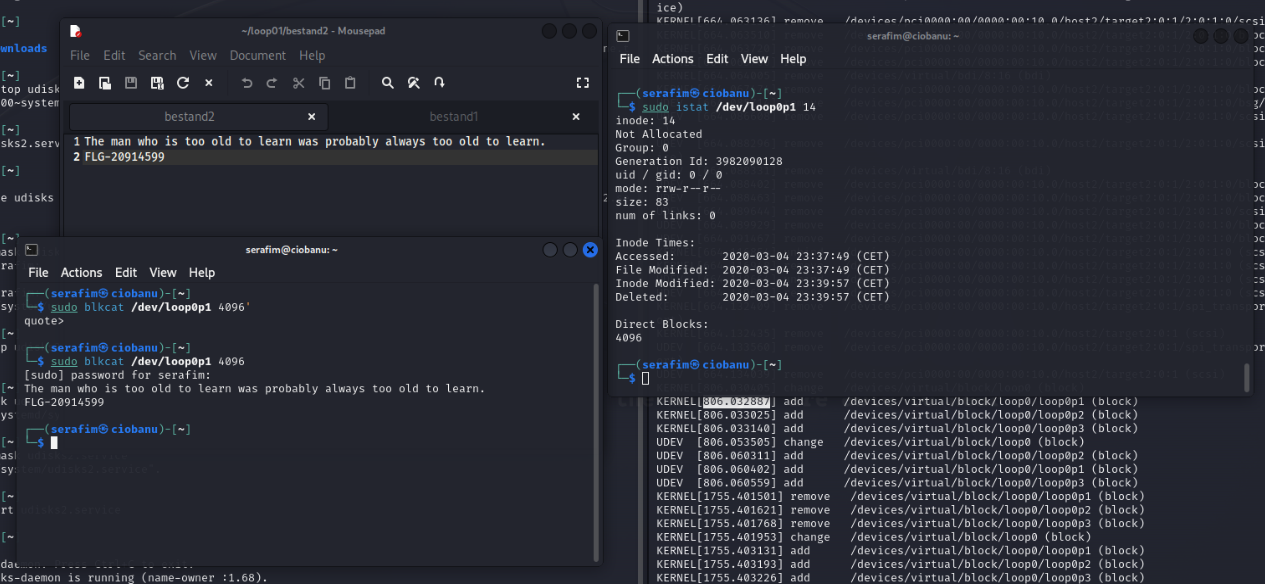 [~]
wnloads
[~]
top udisk
00~system
[~]
sks2.serv
[~]
e udisks
~/loop01/bestand2 - Mousepad
File Edit Search View Document Help
bestand2 ×
bestand1 ×
1 The man who is too old to learn was probably always too old to learn.
2 FLG-20914599
serafim@ciobanu: ~
File Actions Edit View Help
┌──(serafim㉿ciobanu)-[~]
└─$ sudo blkcat /dev/loop0p1 4096'
quote>
┌──(serafim㉿ciobanu)-[~]
└─$ sudo blkcat /dev/loop0p1 4096
[sudo] password for serafim:
The man who is too old to learn was probably always too old to learn.
FLG-20914599
┌──(serafim㉿ciobanu)-[~]
└─$
daemon is running (name-owner :1.68).
ice)
KERNEL[664.063136] remove
serafim@ciobanu: ~
File Actions Edit View Help
┌──(serafim㉿ciobanu)-[~]
└─$ sudo istat /dev/loop0p1 14
inode: 14
Not Allocated
Group: 0
Generation Id: 3982090128
uid / gid: 0 / 0
mode: rrw-r--r--
size: 83
num of links: 0
Inode Times:
Accessed: 2020-03-04 23:37:49 (CET)
File Modified: 2020-03-04 23:37:49 (CET)
Inode Modified: 2020-03-04 23:39:57 (CET)
Deleted: 2020-03-04 23:39:57 (CET)
Direct Blocks:
4096
┌──(serafim㉿ciobanu)-[~]
└─$
KERNEL[806.032887] add /devices/virtual/block/loop0/loop0p1 (block)
KERNEL[806.033025] add /devices/virtual/block/loop0/loop0p2 (block)
KERNEL[806.033140] add /devices/virtual/block/loop0/loop0p3 (block)
UDEV [806.053505] change /devices/virtual/block/loop0 (block)
UDEV [806.060311] add /devices/virtual/block/loop0/loop0p2 (block)
UDEV [806.060402] add /devices/virtual/block/loop0/loop0p1 (block)
UDEV [806.060559] add /devices/virtual/block/loop0/loop0p3 (block)
KERNEL[1755.401501] remove /devices/virtual/block/loop0/loop0p1 (block)
KERNEL[1755.401621] remove /devices/virtual/block/loop0/loop0p2 (block)
KERNEL[1755.401768] remove /devices/virtual/block/loop0/loop0p3 (block)
KERNEL[1755.401953] change /devices/virtual/block/loop0 (block)
KERNEL[1755.403131] add /devices/virtual/block/loop0/loop0p1 (block)
KERNEL[1755.403193] add /devices/virtual/block/loop0/loop0p2 (block)
KERNEL[1755.403226] add /devices/virtual/block/loop0/loop0p3 (block)